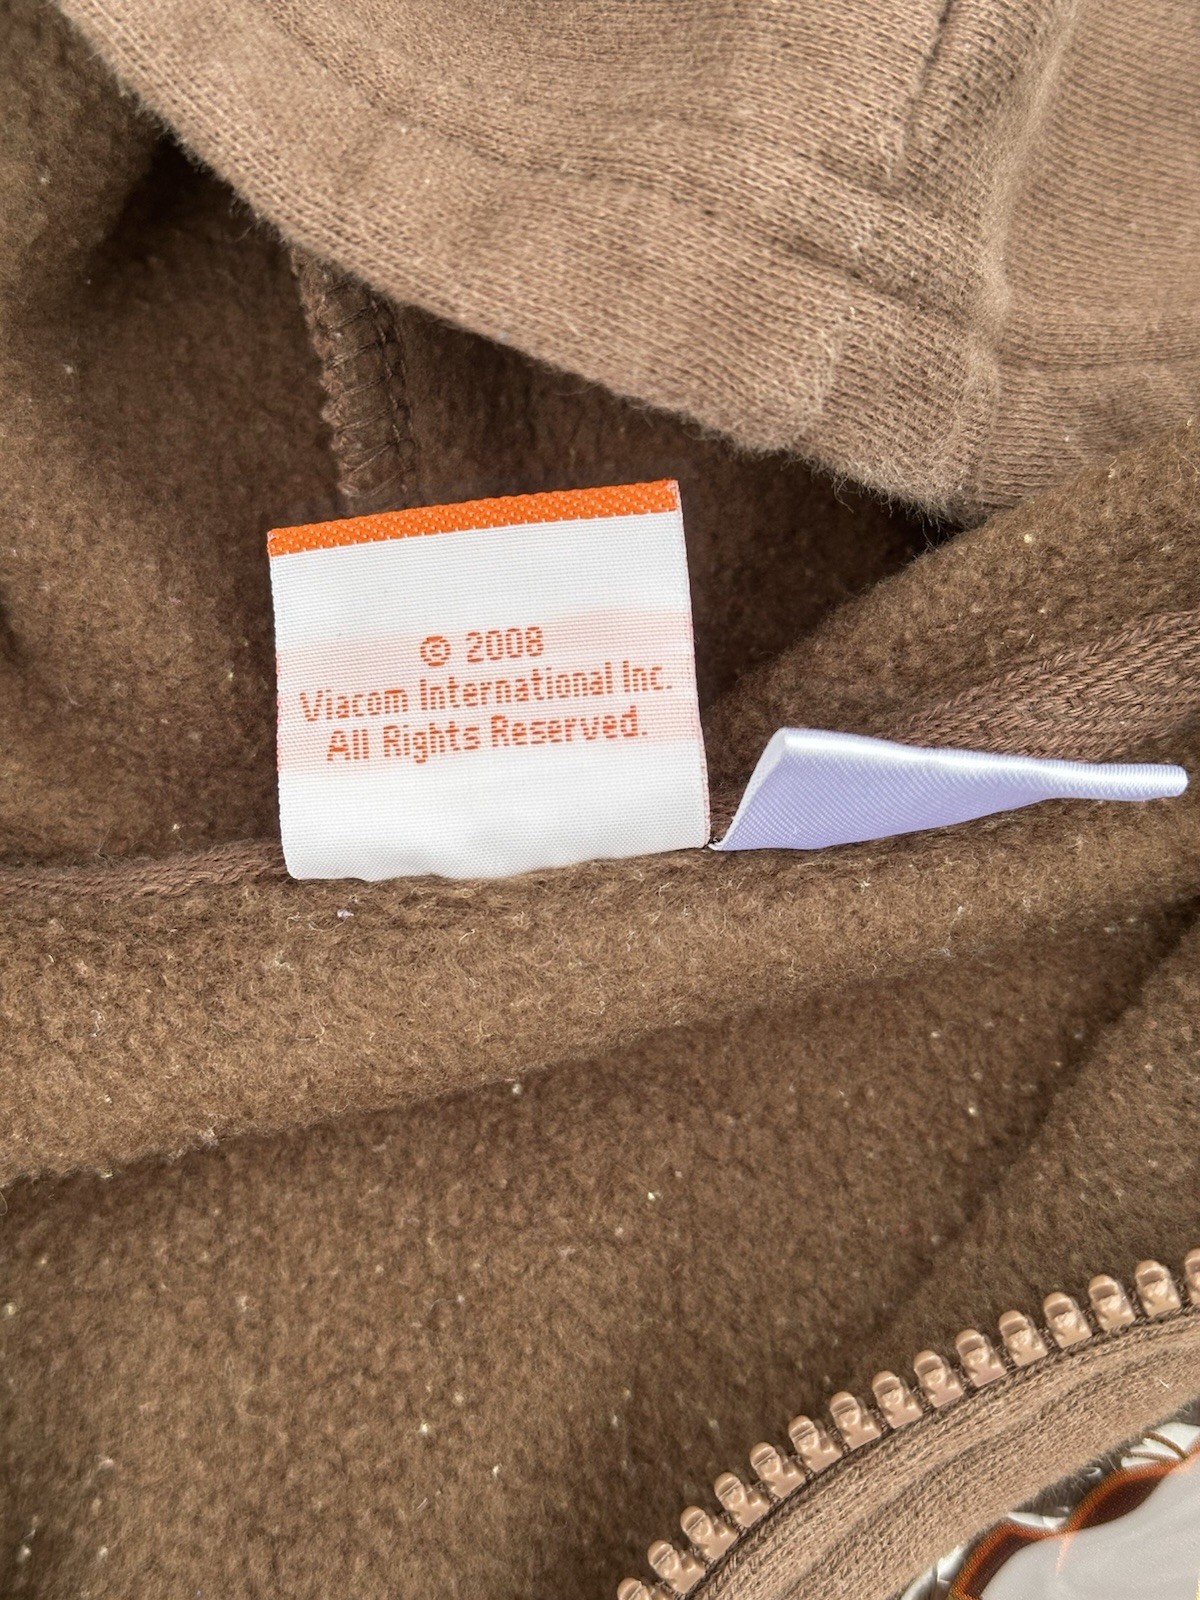 © 2008
Viacom International Inc.
All Rights Reserved.